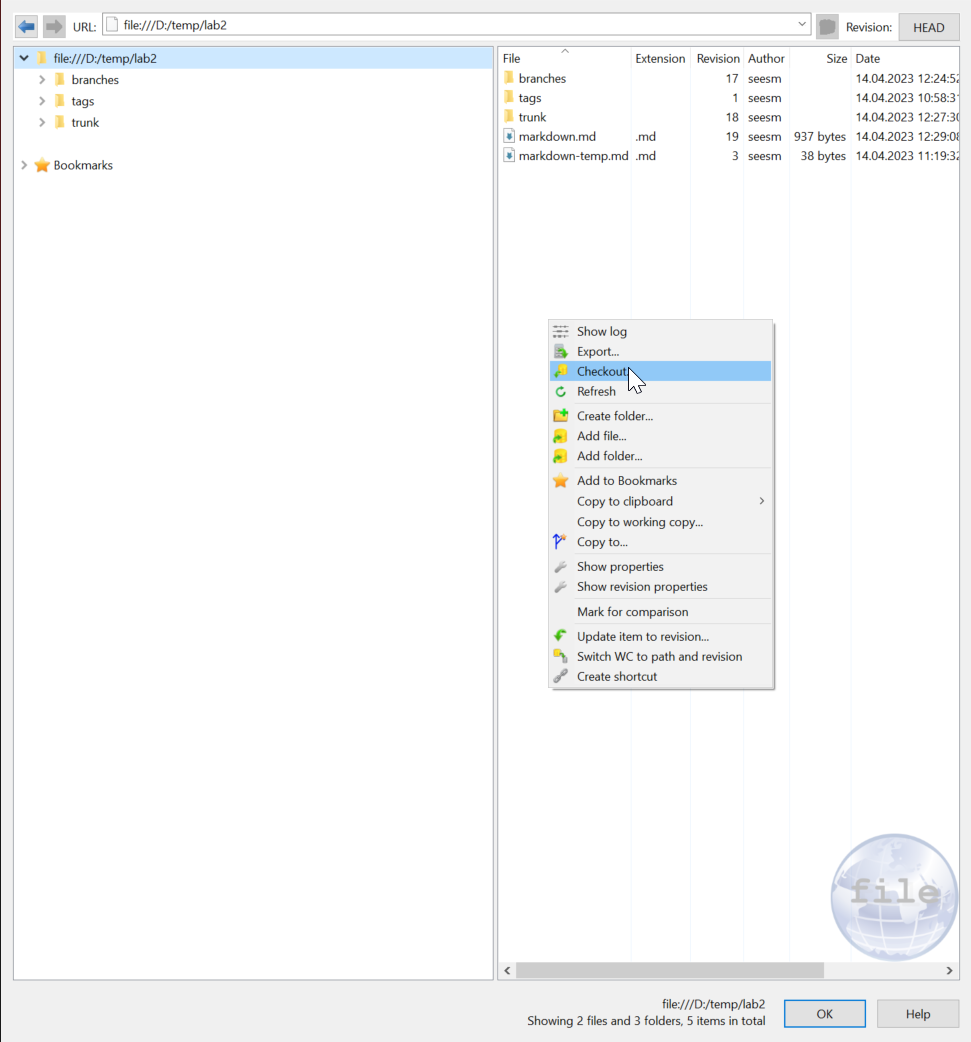 URL: file:///D:/temp/lab2 Revision: HEAD
file:///D:/temp/lab2
branches
tags
trunk
Bookmarks
File Extension Revision Author Size Date
branches 17 seesm 14.04.2023 12:24:52
tags 1 seesm 14.04.2023 10:58:31
trunk 18 seesm 14.04.2023 12:27:30
markdown.md .md 19 seesm 937 bytes 14.04.2023 12:29:08
markdown-temp.md .md 3 seesm 38 bytes 14.04.2023 11:19:32
Show log
Export...
Checkout
Refresh
Create folder...
Add file...
Add folder...
Add to Bookmarks
Copy to clipboard
Copy to working copy...
Copy to...
Show properties
Show revision properties
Mark for comparison
Update item to revision...
Switch WC to path and revision
Create shortcut
file
file:///D:/temp/lab2
Showing 2 files and 3 folders, 5 items in total
OK Help